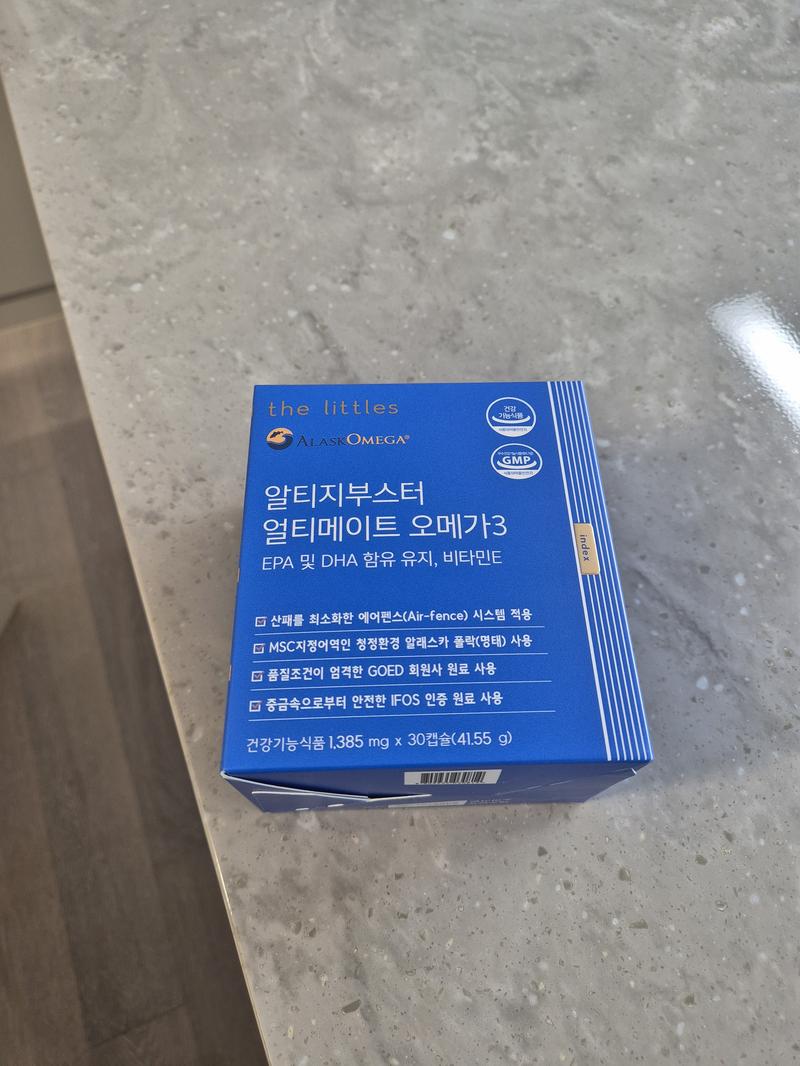 the littles
ALASKOMEGA®
건강
기능식품
GMP
알티지부스터
얼티메이트 오메가3
EPA 및 DHA 함유 유지, 비타민E
index
산패를 최소화한 에어펜스(Air-fence) 시스템 적용
MSC지정어역인 청정환경 알래스카 폴락(명태) 사용
품질조건이 엄격한 GOED 회원사 원료 사용
중금속으로부터 안전한 IFOS 인증 원료 사용
건강기능식품 1,385 mg x 30캡슐(41.55 g)